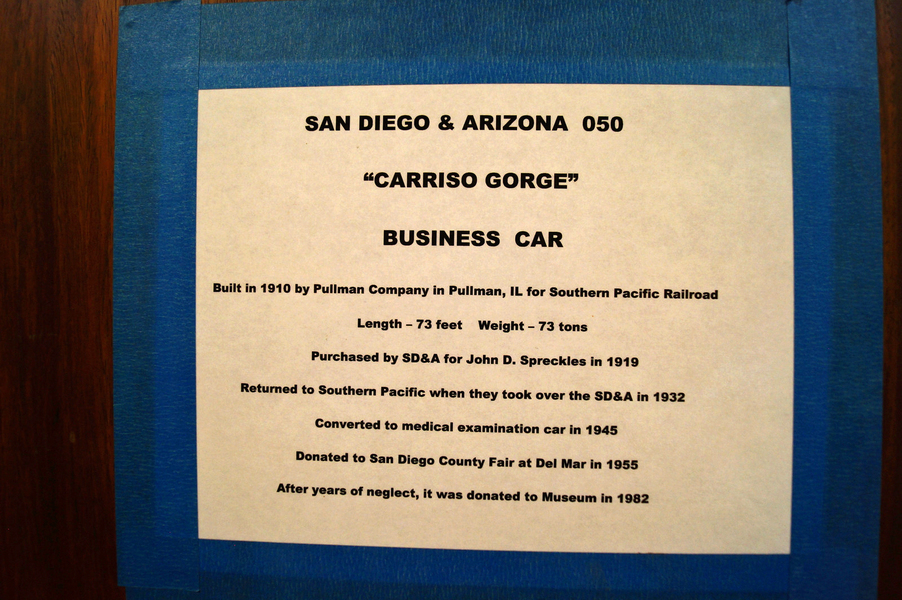 SAN DIEGO & ARIZONA 050
“CARRISO GORGE”
BUSINESS CAR
Built in 1910 by Pullman Company in Pullman, IL for Southern Pacific Railroad
Length – 73 feet Weight – 73 tons
Purchased by SD&A for John D. Spreckles in 1919
Returned to Southern Pacific when they took over the SD&A in 1932
Converted to medical examination car in 1945
Donated to San Diego County Fair at Del Mar in 1955
After years of neglect, it was donated to Museum in 1982